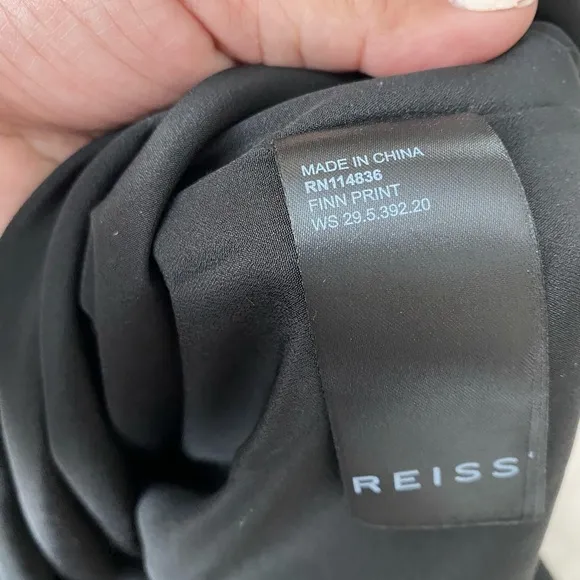 MADE IN CHINA
RN114836
FINN PRINT
WS 29.5.392.20
REISS